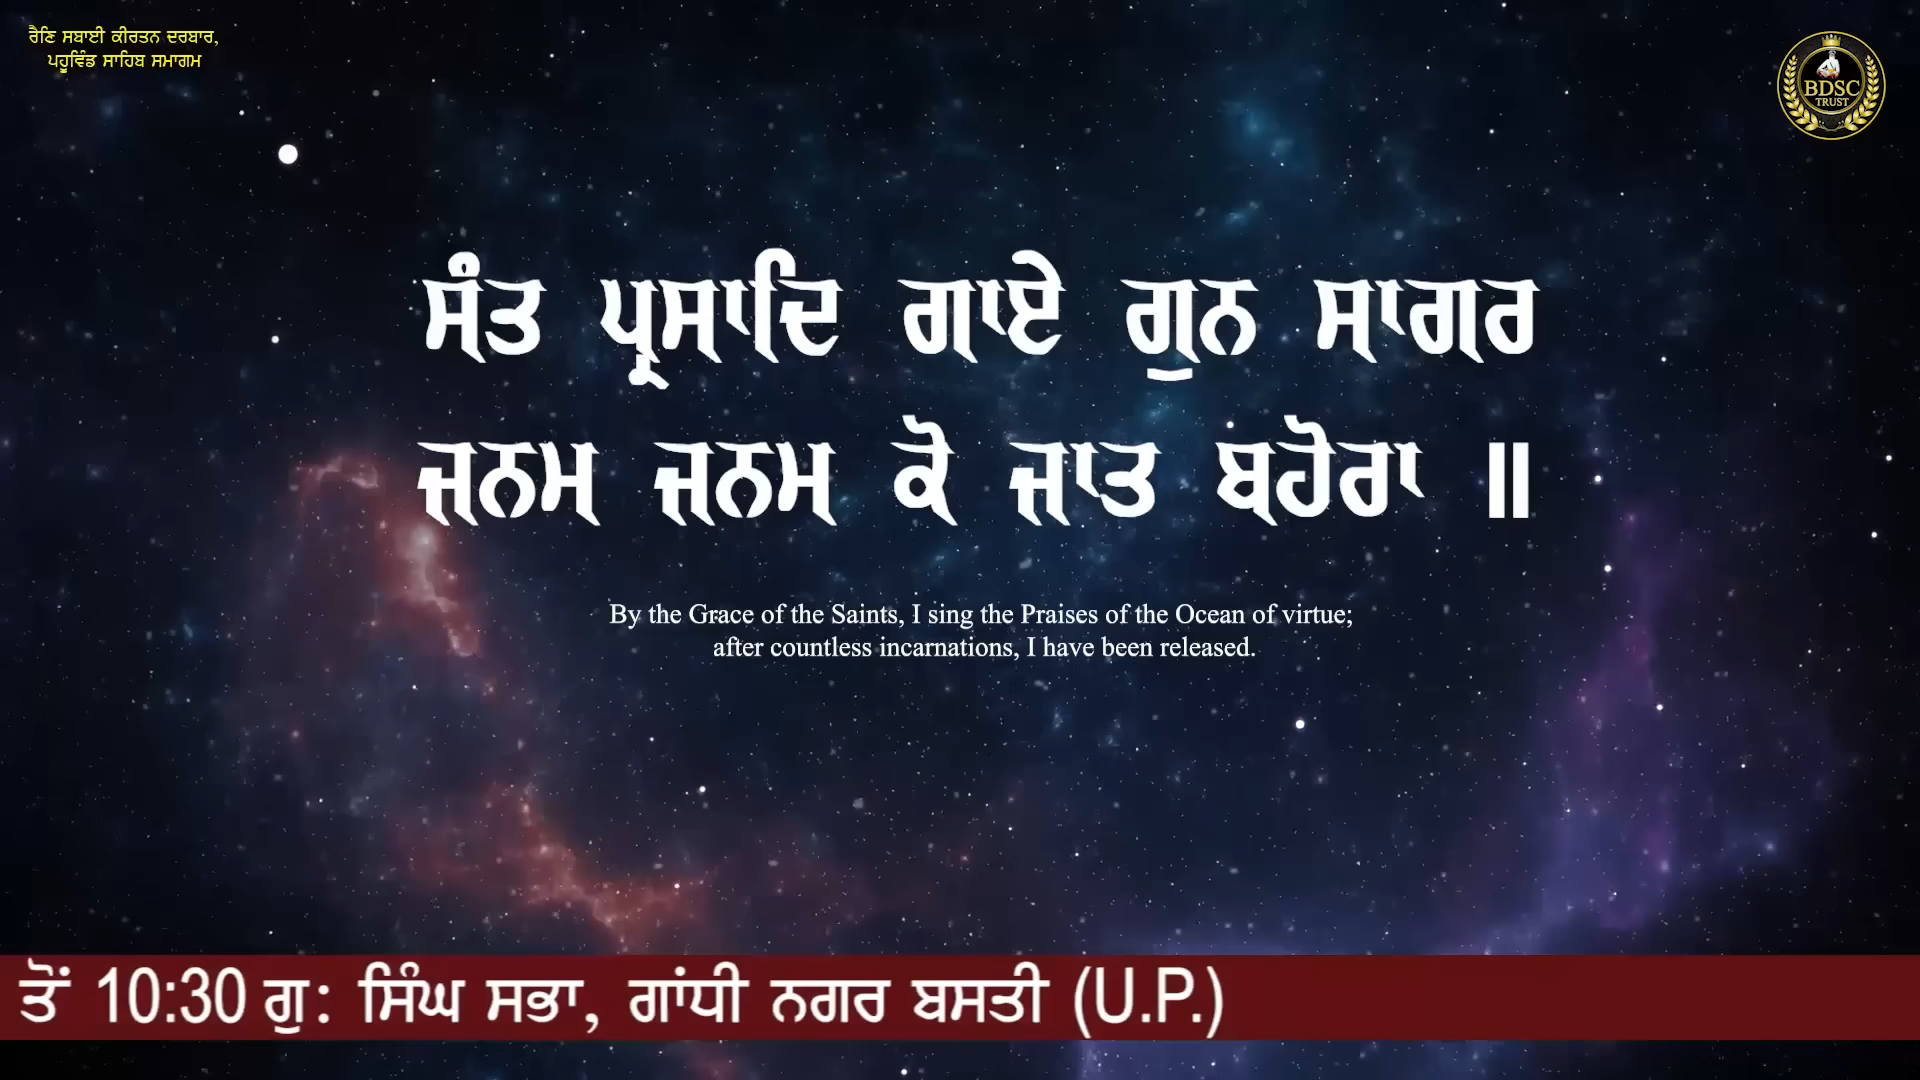 ਰੈਣਿ ਸਬਾਈ ਕੀਰਤਨ ਦਰਬਾਰ,
ਪਹੂਵਿੰਡ ਸਾਹਿਬ ਸਮਾਗਮ
BDSC
TRUST
ਸੰਤ ਪ੍ਰਸਾਦਿ ਗਾਏ ਗੁਨ ਸਾਗਰ
ਜਨਮ ਜਨਮ ਕੋ ਜਾਤ ਬਹੋਰਾ ॥
By the Grace of the Saints, I sing the Praises of the Ocean of virtue;
after countless incarnations, I have been released.
ਤੋਂ 10:30 ਗੁ: ਸਿੰਘ ਸਭਾ, ਗਾਂਧੀ ਨਗਰ ਬਸਤੀ (U.P.)